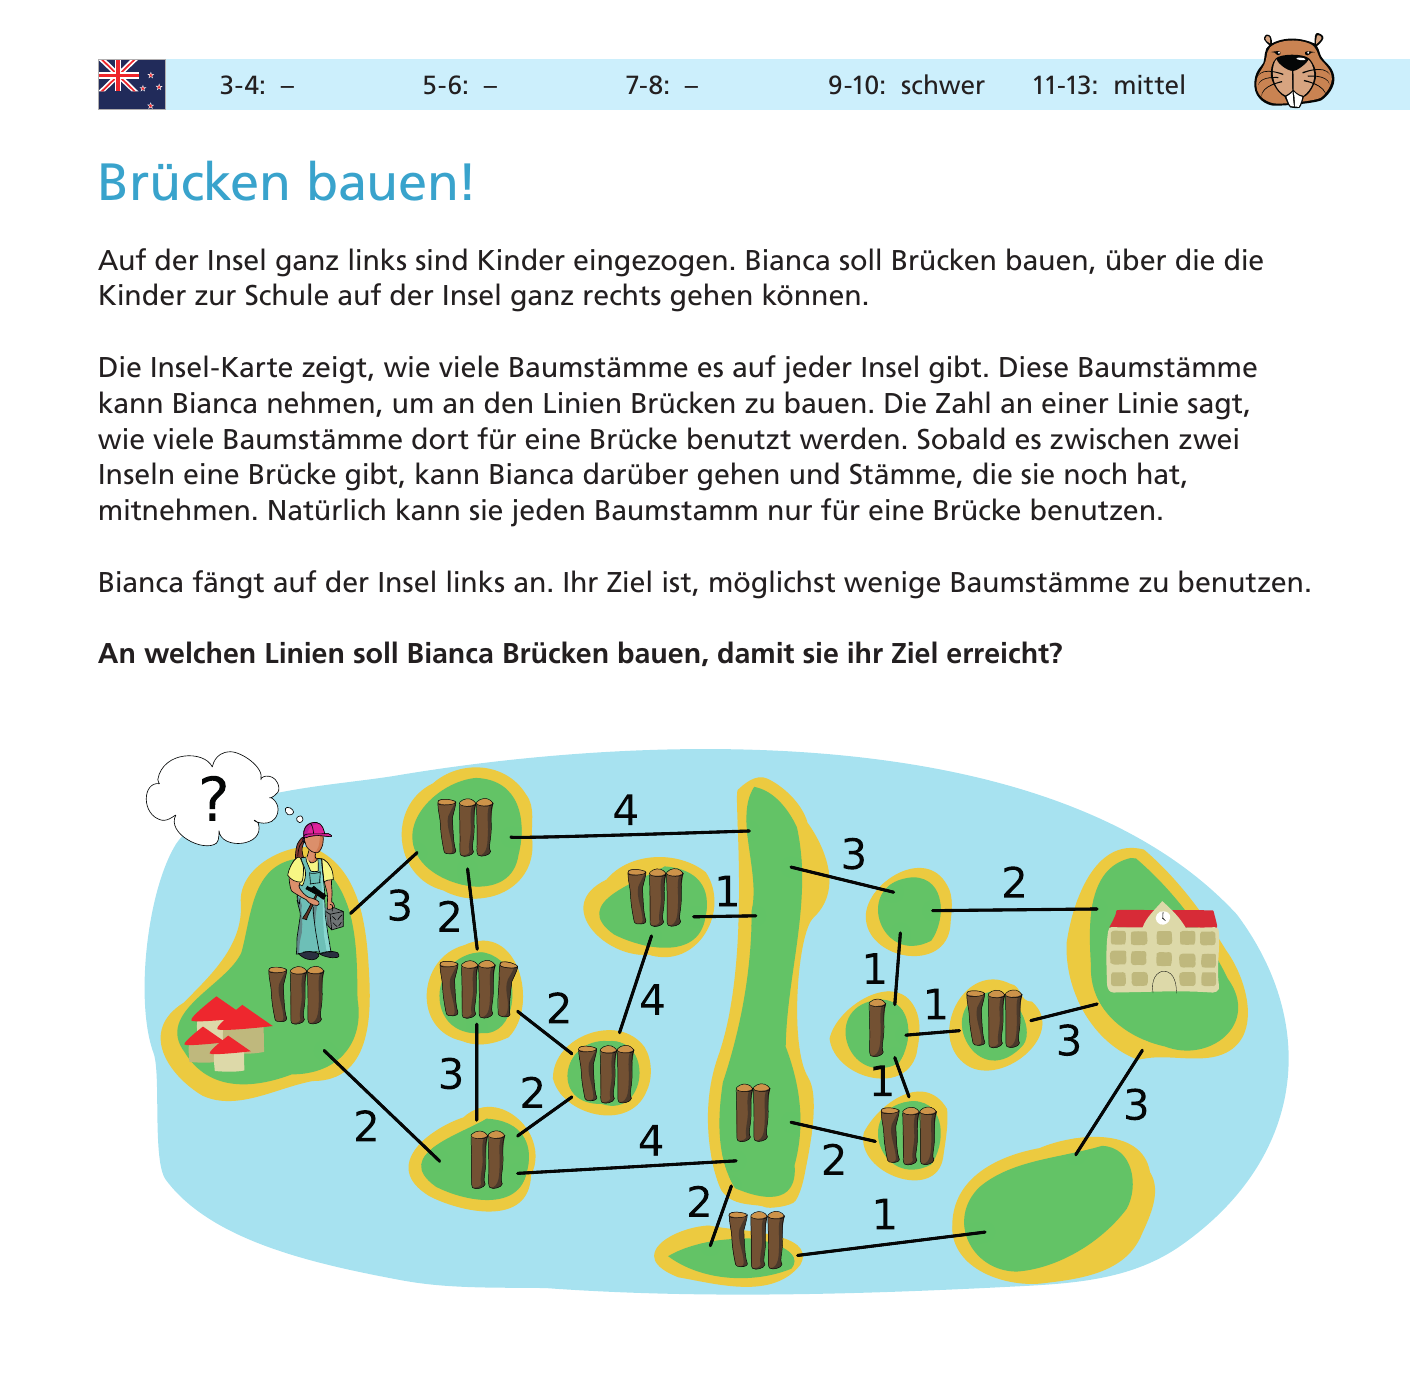 3-4: –   5-6: –   7-8: –   9-10: schwer   11-13: mittel
Brücken bauen!
Auf der Insel ganz links sind Kinder eingezogen. Bianca soll Brücken bauen, über die die
Kinder zur Schule auf der Insel ganz rechts gehen können.
Die Insel-Karte zeigt, wie viele Baumstämme es auf jeder Insel gibt. Diese Baumstämme
kann Bianca nehmen, um an den Linien Brücken zu bauen. Die Zahl an einer Linie sagt,
wie viele Baumstämme dort für eine Brücke benutzt werden. Sobald es zwischen zwei
Inseln eine Brücke gibt, kann Bianca darüber gehen und Stämme, die sie noch hat,
mitnehmen. Natürlich kann sie jeden Baumstamm nur für eine Brücke benutzen.
Bianca fängt auf der Insel links an. Ihr Ziel ist, möglichst wenige Baumstämme zu benutzen.
An welchen Linien soll Bianca Brücken bauen, damit sie ihr Ziel erreicht?
?
4
3
2
1
3
2
2
4
1
1
2
3
3
2
1
3
2
4
2
2
1